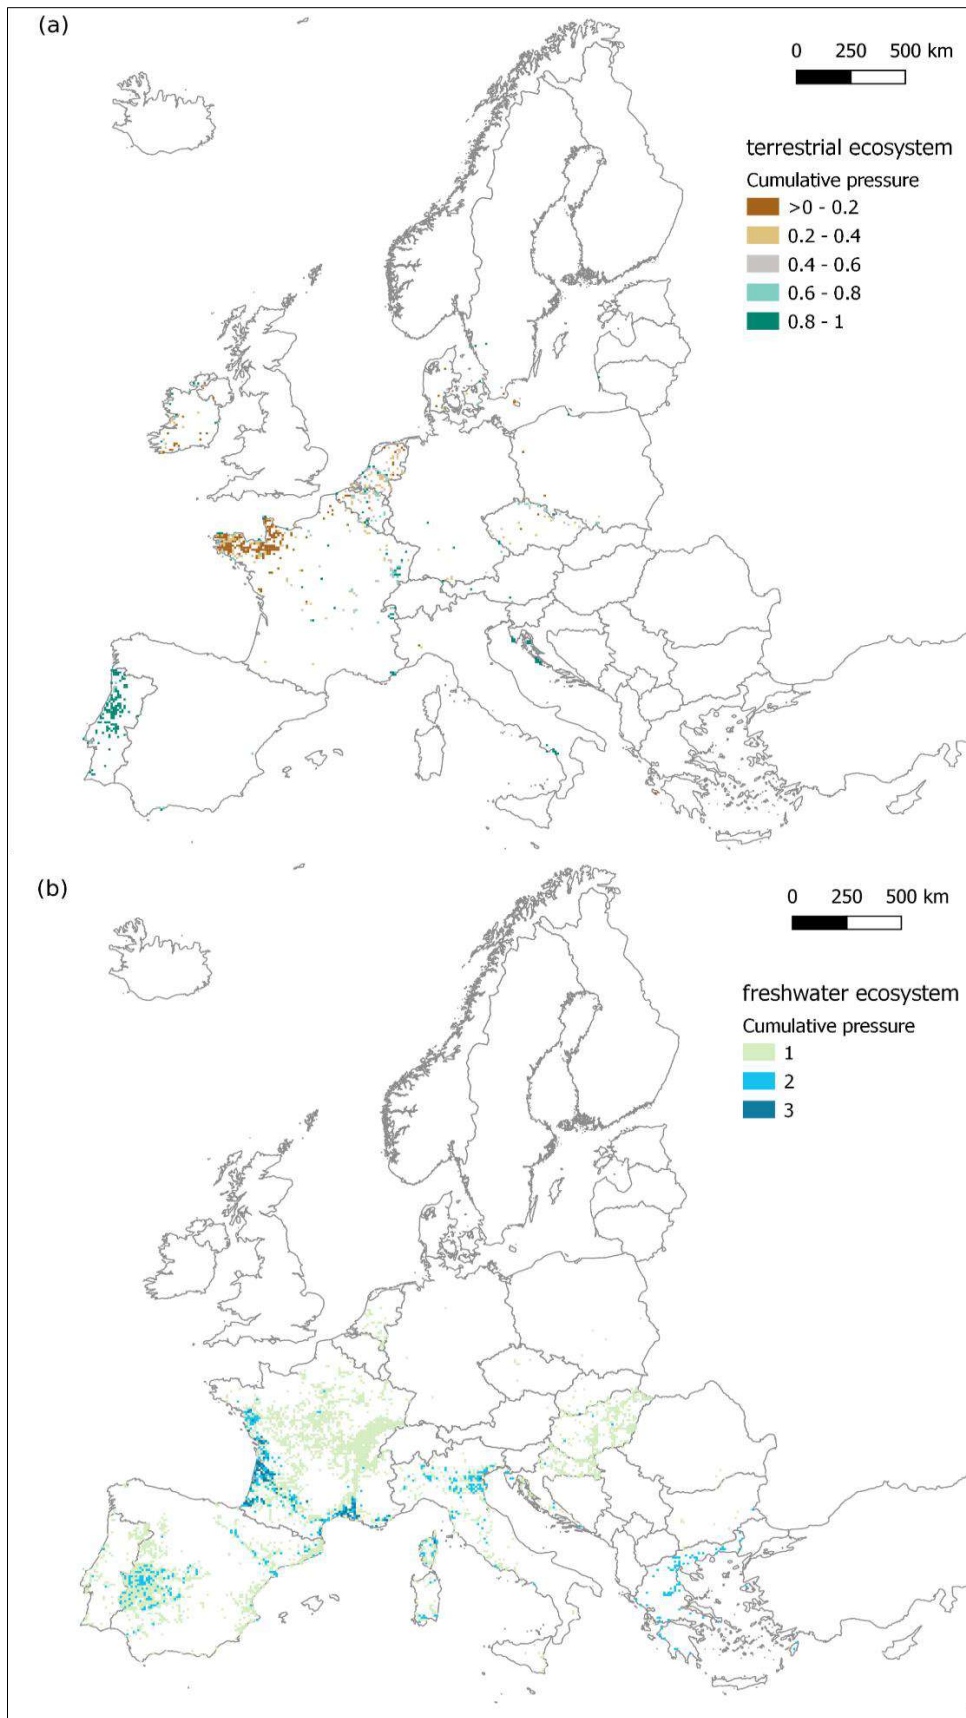 (a)
0 250 500 km
terrestrial ecosystem
Cumulative pressure
>0 - 0.2
0.2 - 0.4
0.4 - 0.6
0.6 - 0.8
0.8 - 1
(b)
0 250 500 km
freshwater ecosystem
Cumulative pressure
1
2
3